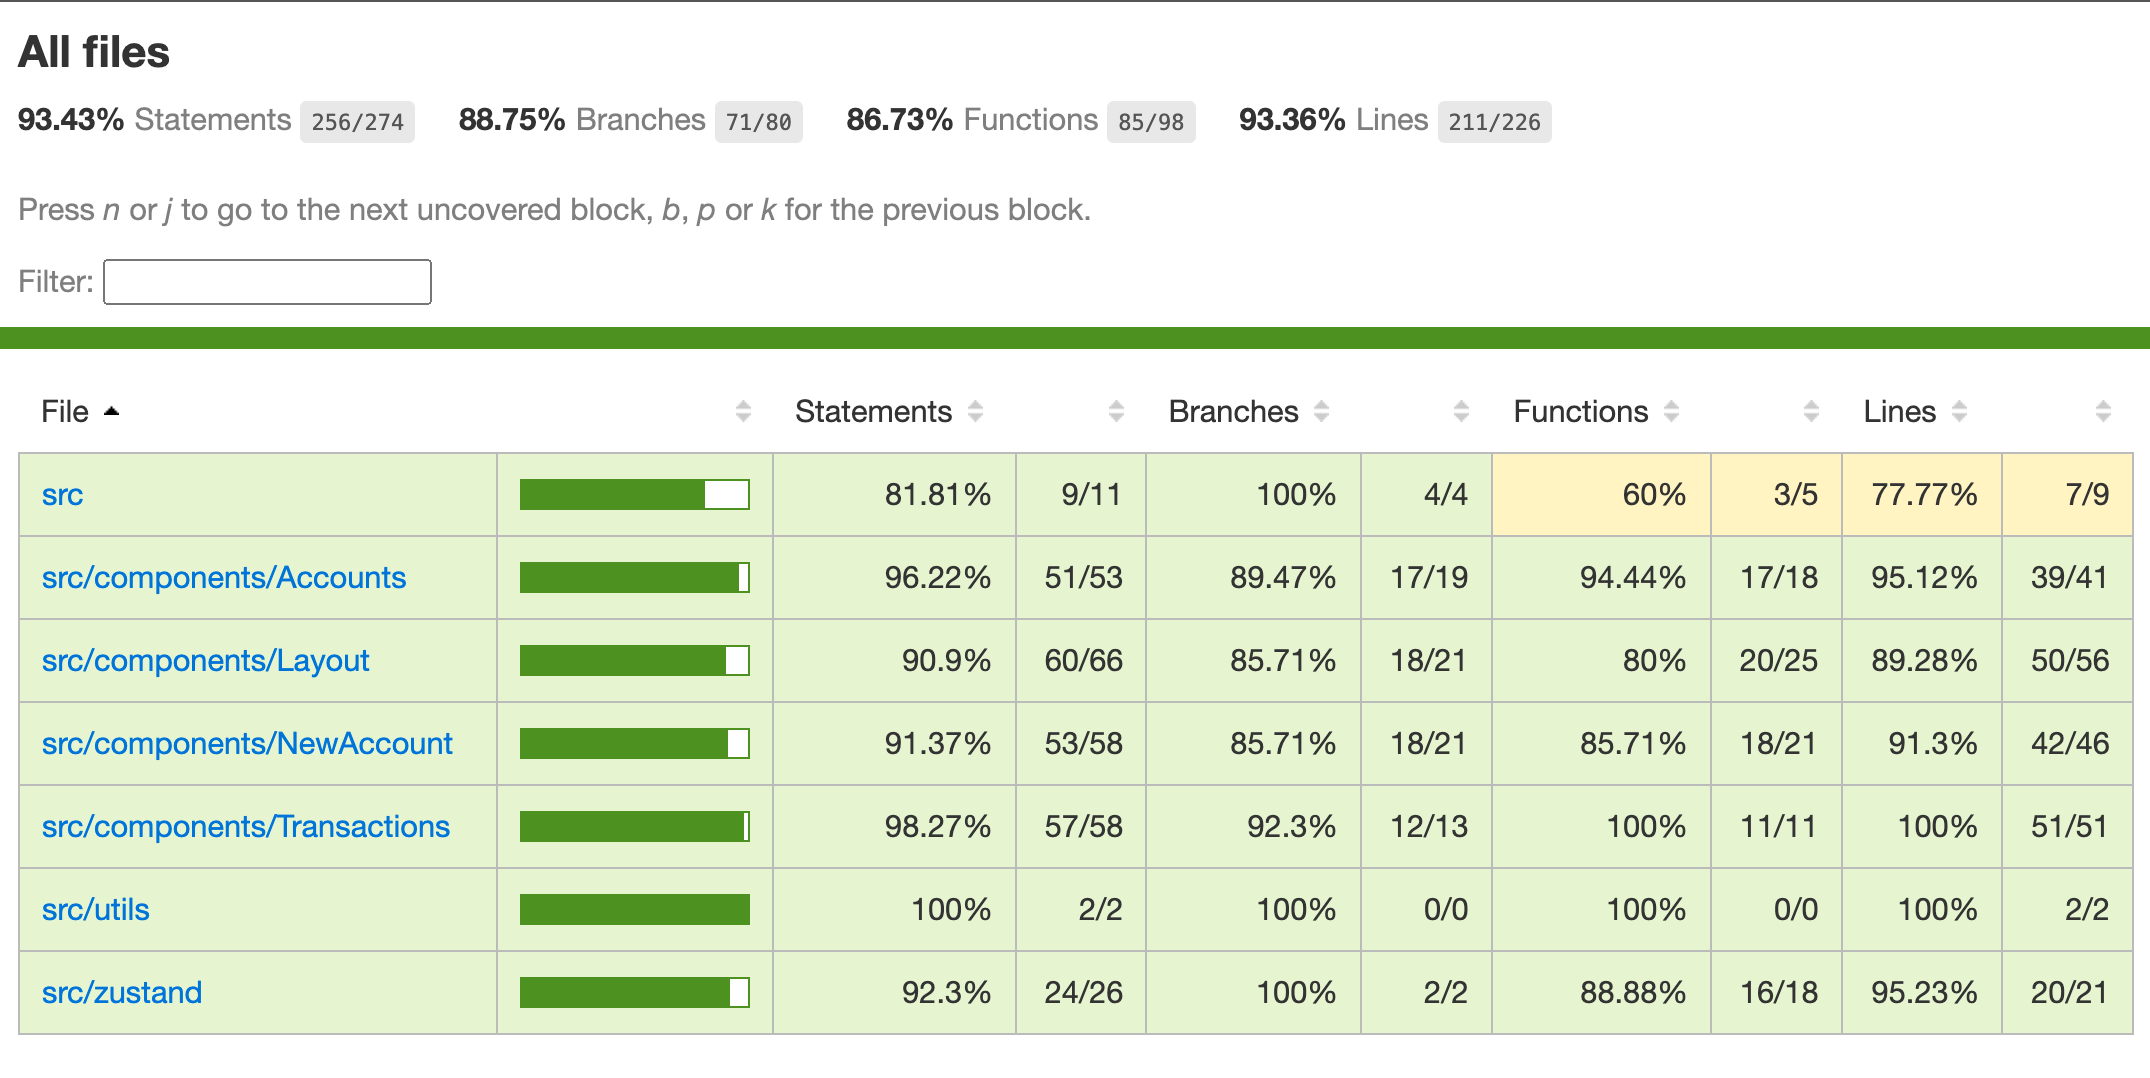 All files
93.43% Statements 256/274 88.75% Branches 71/80 86.73% Functions 85/98 93.36% Lines 211/226
Press n or j to go to the next uncovered block, b, p or k for the previous block.
Filter:
File Statements Branches Functions Lines
src 81.81% 9/11 100% 4/4 60% 3/5 77.77% 7/9
src/components/Accounts 96.22% 51/53 89.47% 17/19 94.44% 17/18 95.12% 39/41
src/components/Layout 90.9% 60/66 85.71% 18/21 80% 20/25 89.28% 50/56
src/components/NewAccount 91.37% 53/58 85.71% 18/21 85.71% 18/21 91.3% 42/46
src/components/Transactions 98.27% 57/58 92.3% 12/13 100% 11/11 100% 51/51
src/utils 100% 2/2 100% 0/0 100% 0/0 100% 2/2
src/zustand 92.3% 24/26 100% 2/2 88.88% 16/18 95.23% 20/21